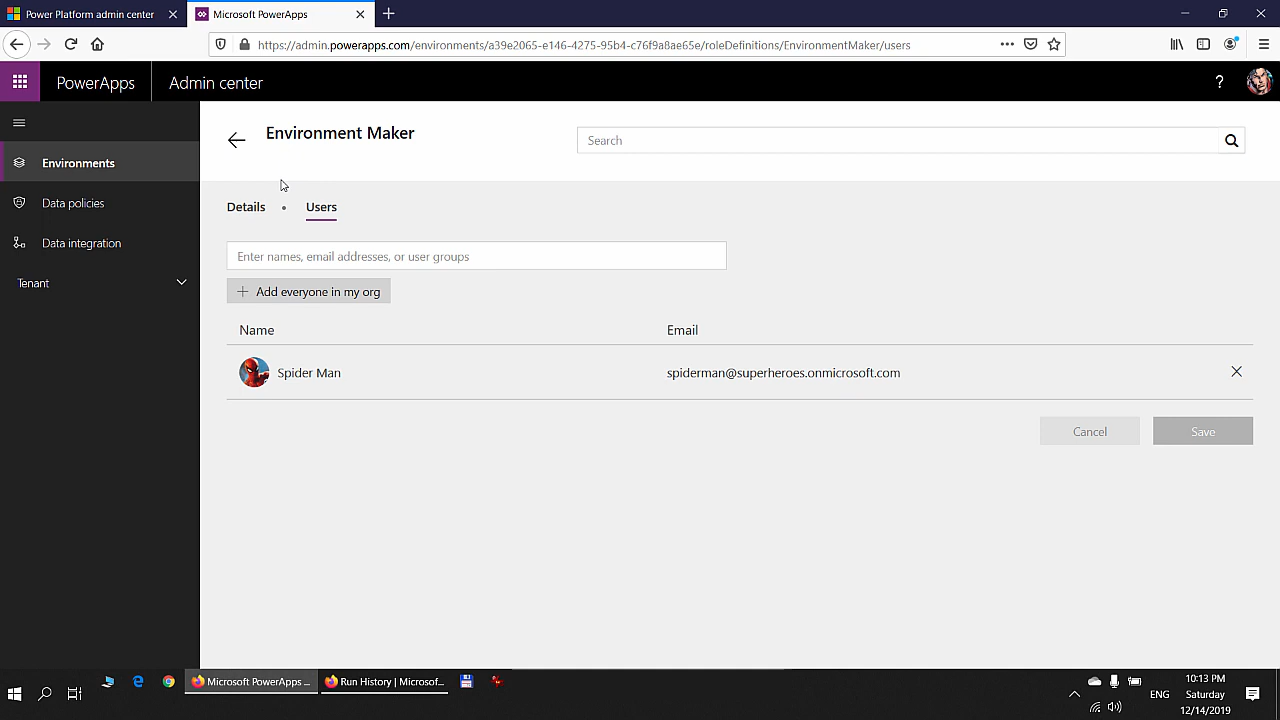 Power Platform admin center
Microsoft PowerApps
https://admin.powerapps.com/environments/a39e2065-e146-4275-95b4-c76f9a8ae65e/roleDefinitions/EnvironmentMaker/users
PowerApps
Admin center
?
Environment Maker
Search
Environments
Data policies
Data integration
Tenant
Details
Users
Enter names, email addresses, or user groups
Add everyone in my org
Name
Email
Spider Man
spiderman@superheroes.onmicrosoft.com
Cancel
Save
Microsoft PowerApps ...
Run History | Microsof...
ENG
10:13 PM
Saturday
12/14/2019